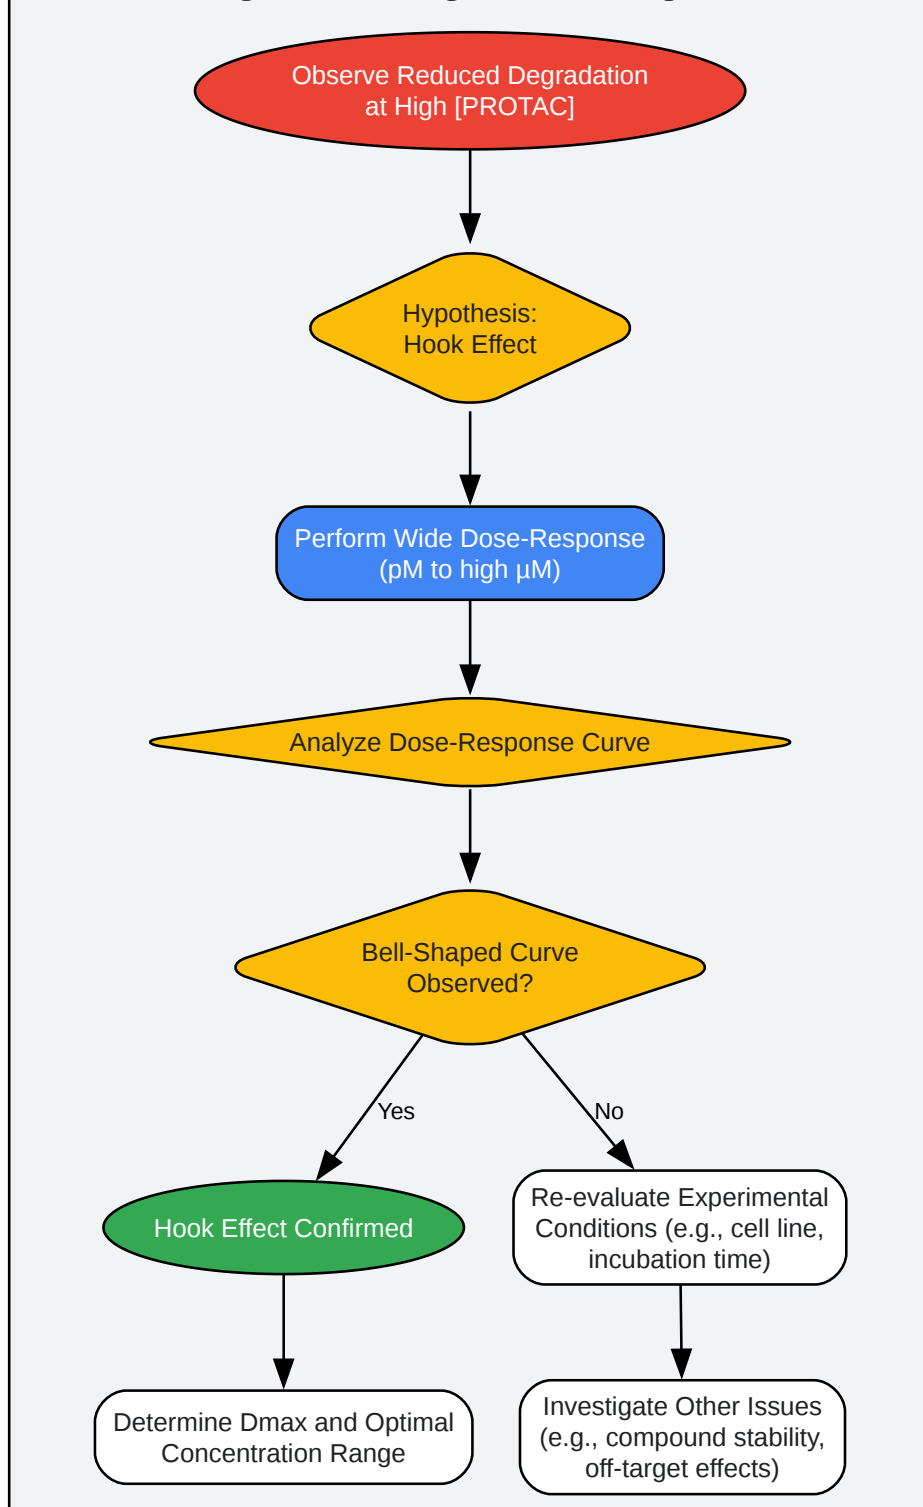 Observe Reduced Degradation
at High [PROTAC]
Hypothesis:
Hook Effect
Perform Wide Dose-Response
(pM to high µM)
Analyze Dose-Response Curve
Bell-Shaped Curve
Observed?
Yes
No
Hook Effect Confirmed
Re-evaluate Experimental
Conditions (e.g., cell line,
incubation time)
Determine Dmax and Optimal
Concentration Range
Investigate Other Issues
(e.g., compound stability,
off-target effects)